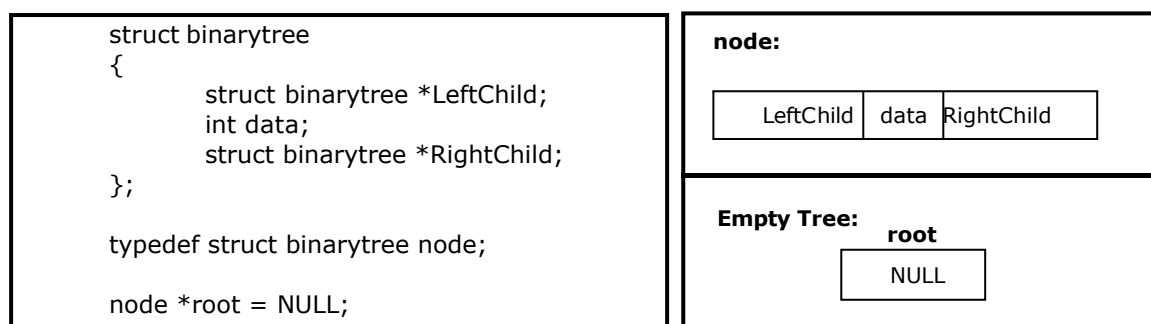 struct binarytree
{
struct binarytree *LeftChild;
int data;
struct binarytree *RightChild;
};
typedef struct binarytree node;
node *root = NULL;
node:
LeftChild data RightChild
Empty Tree:
root
NULL